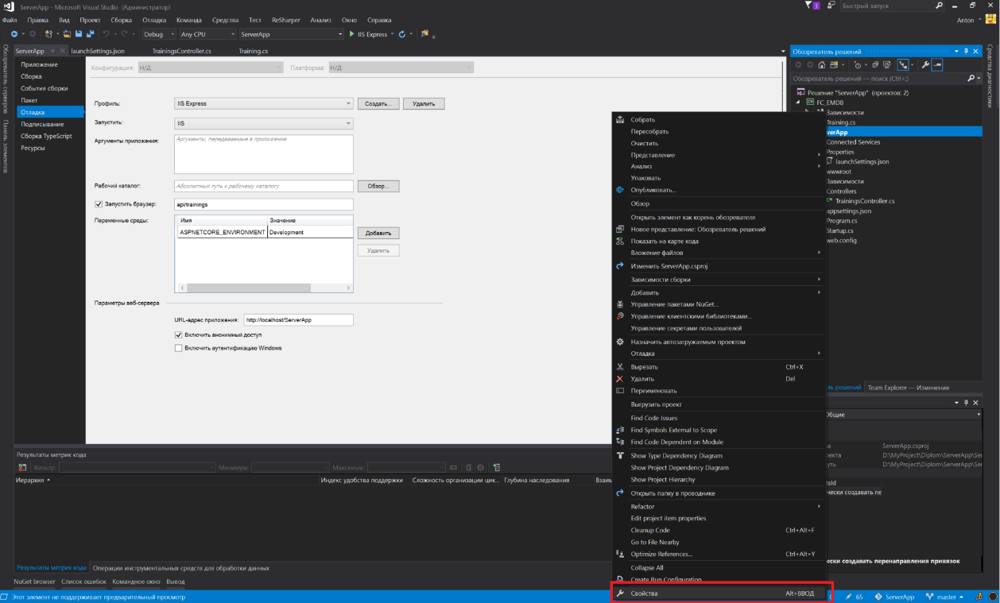 ServerApp - Microsoft Visual Studio (Администратор)
3
Быстрый запуск
Файл Правка Вид Проект Сборка Отладка Команда Средства Тест ReSharper Анализ Окно Справка
Anton
Debug Any CPU ServerApp IIS Express
ServerApp launchSettings.json TrainingsController.cs Training.cs
Обозреватель серверов
Панель элементов
Приложение
Сборка
События сборки
Пакет
Отладка
Подписывание
Сборка TypeScript
Ресурсы
Конфигурация: Н/Д Платформа: Н/Д
Профиль: IIS Express Создать... Удалить
Запустить: IIS
Аргументы приложения: Аргументы, передаваемые в приложение
Рабочий каталог: Абсолютный путь к рабочему каталогу Обзор...
Запустить браузер: api/trainings
Переменные среды: Имя Значение
ASPNETCORE_ENVIRONMENT Development Добавить
Удалить
Параметры веб-сервера
URL-адрес приложения: http://localhost/ServerApp
Включить анонимный доступ
Включить аутентификацию Windows
Обозреватель решений
Обозреватель решений — поиск (Ctrl+;)
Решение "ServerApp" (проектов: 2)
FC_EMDB
Зависимости
Training.cs
verApp
Connected Services
Properties
launchSettings.json
wwwroot
Зависимости
Controllers
TrainingsController.cs
appsettings.json
Program.cs
Startup.cs
web.config
Средства диагностики
Собрать
Пересобрать
Очистить
Представление
Анализ
Упаковать
Опубликовать...
Обзор
Открыть элемент как корень обозревателя
Новое представление: Обозреватель решений
Показать на карте кода
Вложение файлов
Изменить ServerApp.csproj
Зависимости сборки
Добавить
Управление пакетами NuGet...
Управление клиентскими библиотеками...
Управление секретами пользователей
Назначить автозагружаемым проектом
Отладка
Вырезать Ctrl+X
Удалить Del
Переименовать
Выгрузить проект
Find Code Issues
Find Symbols External to Scope
Find Code Dependent on Module
Show Type Dependency Diagram
Show Project Dependency Diagram
Show Project Hierarchy
Открыть папку в проводнике
Refactor
Edit project item properties
Cleanup Code Ctrl+Alt+F
Go to File Nearby
Optimize References... Ctrl+Alt+Y
Collapse All
Create Run Configuration
Свойства Alt+ВВОД
ль решений Team Explorer — Изменения
Общие
ServerApp.csproj
D:\MyProject\Diplom\ServerApp\Ser
D:\MyProject\Diplom\ServerApp\Ser
чески создавать пе
ески создавать перенаправления привязок
Результаты метрик кода
Фильтр: Минимум: Максимум:
Иерархия Индекс удобства поддержки Сложность организации цик... Глубина наследования Взаим
Результаты метрик кода Операции инструментальных средств для обработки данных
NuGet browser Список ошибок Командное окно Вывод
Этот элемент не поддерживает предварительный просмотр
65 ServerApp master